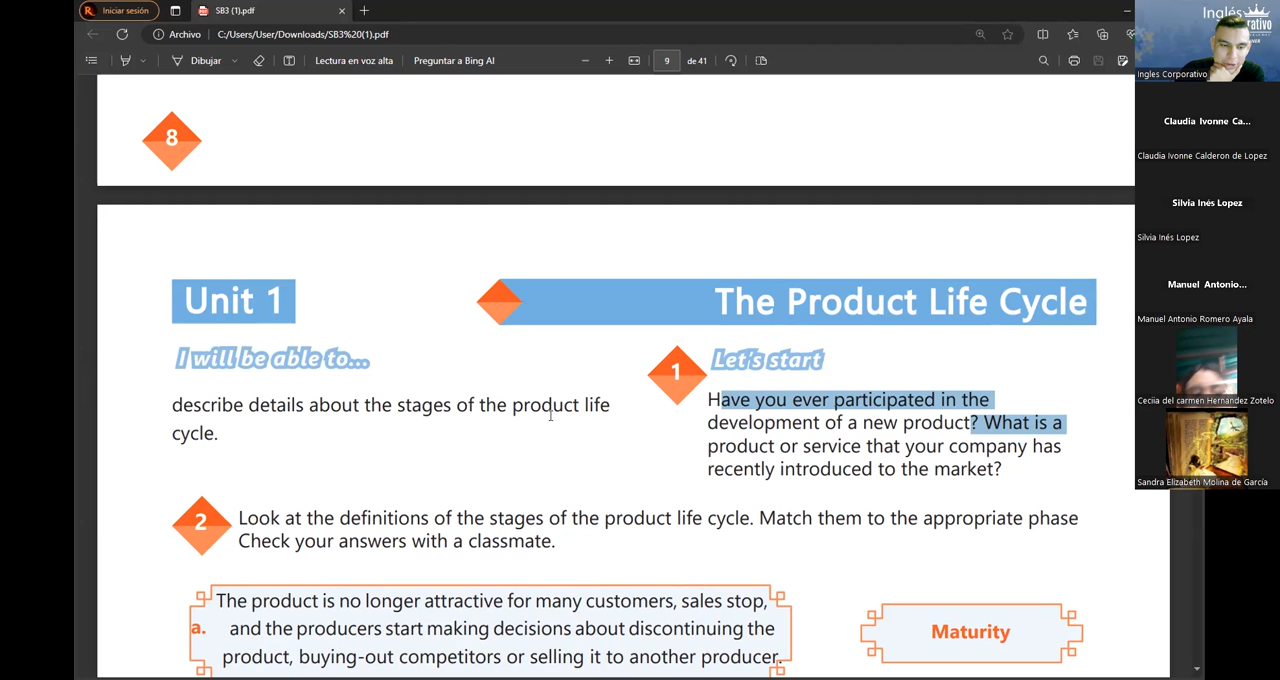 Iniciar sesión
SB3 (1).pdf
Archivo
C:/Users/User/Downloads/SB3%20(1).pdf
Dibujar
Lectura en voz alta
Preguntar a Bing AI
9
de 41
8
Unit 1
The Product Life Cycle
I will be able to...
describe details about the stages of the product life
cycle.
1
Let's start
Have you ever participated in the
development of a new product? What is a
product or service that your company has
recently introduced to the market?
2
Look at the definitions of the stages of the product life cycle. Match them to the appropriate phase
Check your answers with a classmate.
a.
The product is no longer attractive for many customers, sales stop,
and the producers start making decisions about discontinuing the
product, buying-out competitors or selling it to another producer.
Maturity
Inglés
Ingles Corporativo
Claudia Ivonne Ca...
Claudia Ivonne Calderon de Lopez
Silvia Inés Lopez
Silvia Inés Lopez
Manuel Antonio...
Manuel Antonio Romero Ayala
Ceciia del carmen Hernandez Zotelo
Sandra Elizabeth Molina de García